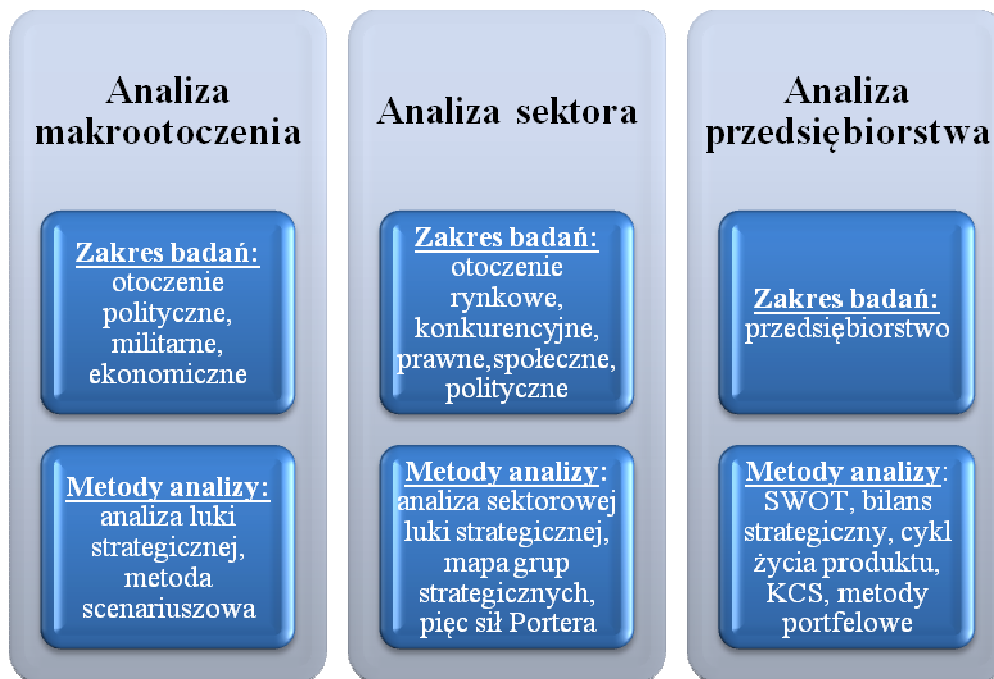 Analiza
makrootoczenia
Zakres badań:
otoczenie
polityczne,
militarne,
ekonomiczne
Metody analizy:
analiza luki
strategicznej,
metoda
scenariuszowa
Analiza sektora
Zakres badań:
otoczenie
rynkowe,
konkurencyjne,
prawne,społeczne,
polityczne
Metody analizy:
analiza sektorowej
luki strategicznej,
mapa grup
strategicznych,
pięc sił Portera
Analiza
przedsiębiorstwa
Zakres badań:
przedsiębiorstwo
Metody analizy:
SWOT, bilans
strategiczny, cykl
życia produktu,
KCS, metody
portfelowe